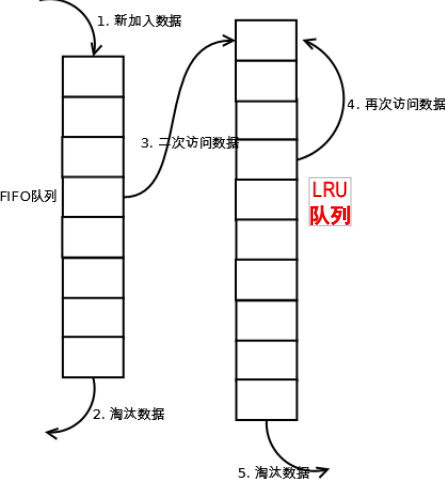 1. 新加入数据
4. 再次访问数据
3. 二次访问数据
FIFO队列
LRU
队列
2. 淘汰数据
5. 淘汰数据